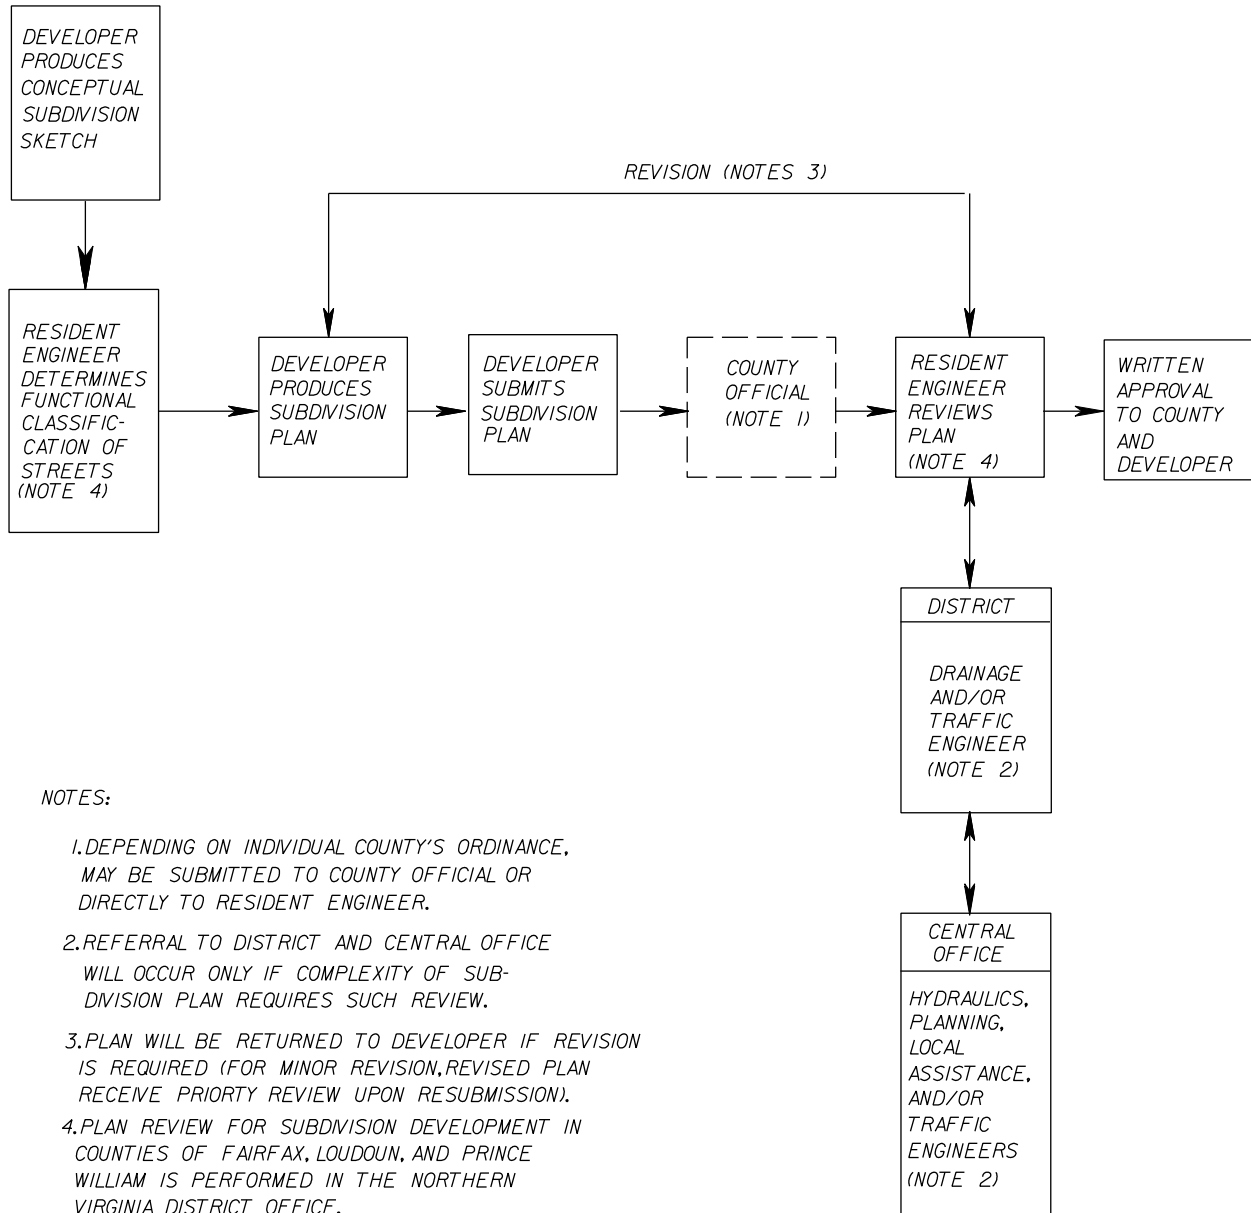 DEVELOPER
PRODUCES
CONCEPTUAL
SUBDIVISION
SKETCH
REVISION (NOTES 3)
RESIDENT
ENGINEER
DETERMINES
FUNCTIONAL
CLASSIFIC-
CATION OF
STREETS
(NOTE 4)
DEVELOPER
PRODUCES
SUBDIVISION
PLAN
DEVELOPER
SUBMITS
SUBDIVISION
PLAN
COUNTY
OFFICIAL
(NOTE 1)
RESIDENT
ENGINEER
REVIEWS
PLAN
(NOTE 4)
WRITTEN
APPROVAL
TO COUNTY
AND
DEVELOPER
DISTRICT
DRAINAGE
AND/OR
TRAFFIC
ENGINEER
(NOTE 2)
CENTRAL
OFFICE
HYDRAULICS,
PLANNING,
LOCAL
ASSISTANCE,
AND/OR
TRAFFIC
ENGINEERS
(NOTE 2)
NOTES:
1. DEPENDING ON INDIVIDUAL COUNTY'S ORDINANCE,
MAY BE SUBMITTED TO COUNTY OFFICIAL OR
DIRECTLY TO RESIDENT ENGINEER.
2. REFERRAL TO DISTRICT AND CENTRAL OFFICE
WILL OCCUR ONLY IF COMPLEXITY OF SUB-
DIVISION PLAN REQUIRES SUCH REVIEW.
3. PLAN WILL BE RETURNED TO DEVELOPER IF REVISION
IS REQUIRED (FOR MINOR REVISION, REVISED PLAN
RECEIVE PRIORTY REVIEW UPON RESUBMISSION).
4. PLAN REVIEW FOR SUBDIVISION DEVELOPMENT IN
COUNTIES OF FAIRFAX, LOUDOUN, AND PRINCE
WILLIAM IS PERFORMED IN THE NORTHERN
VIRGINIA DISTRICT OFFICE.